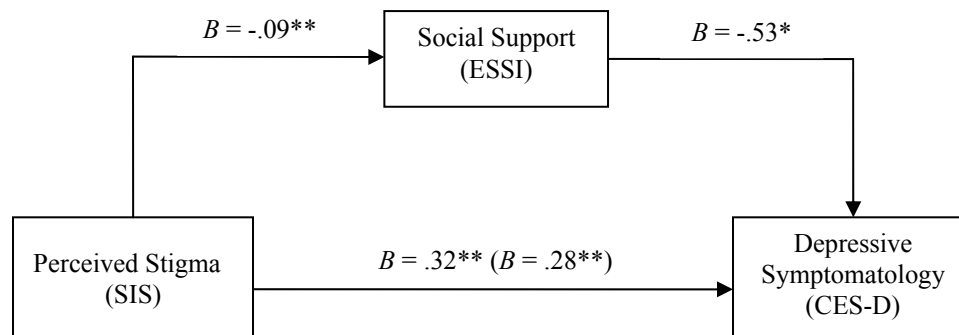 B = -.09**
Social Support
(ESSI)
B = -.53*
Perceived Stigma
(SIS)
B = .32** (B = .28**)
Depressive
Symptomatology
(CES-D)